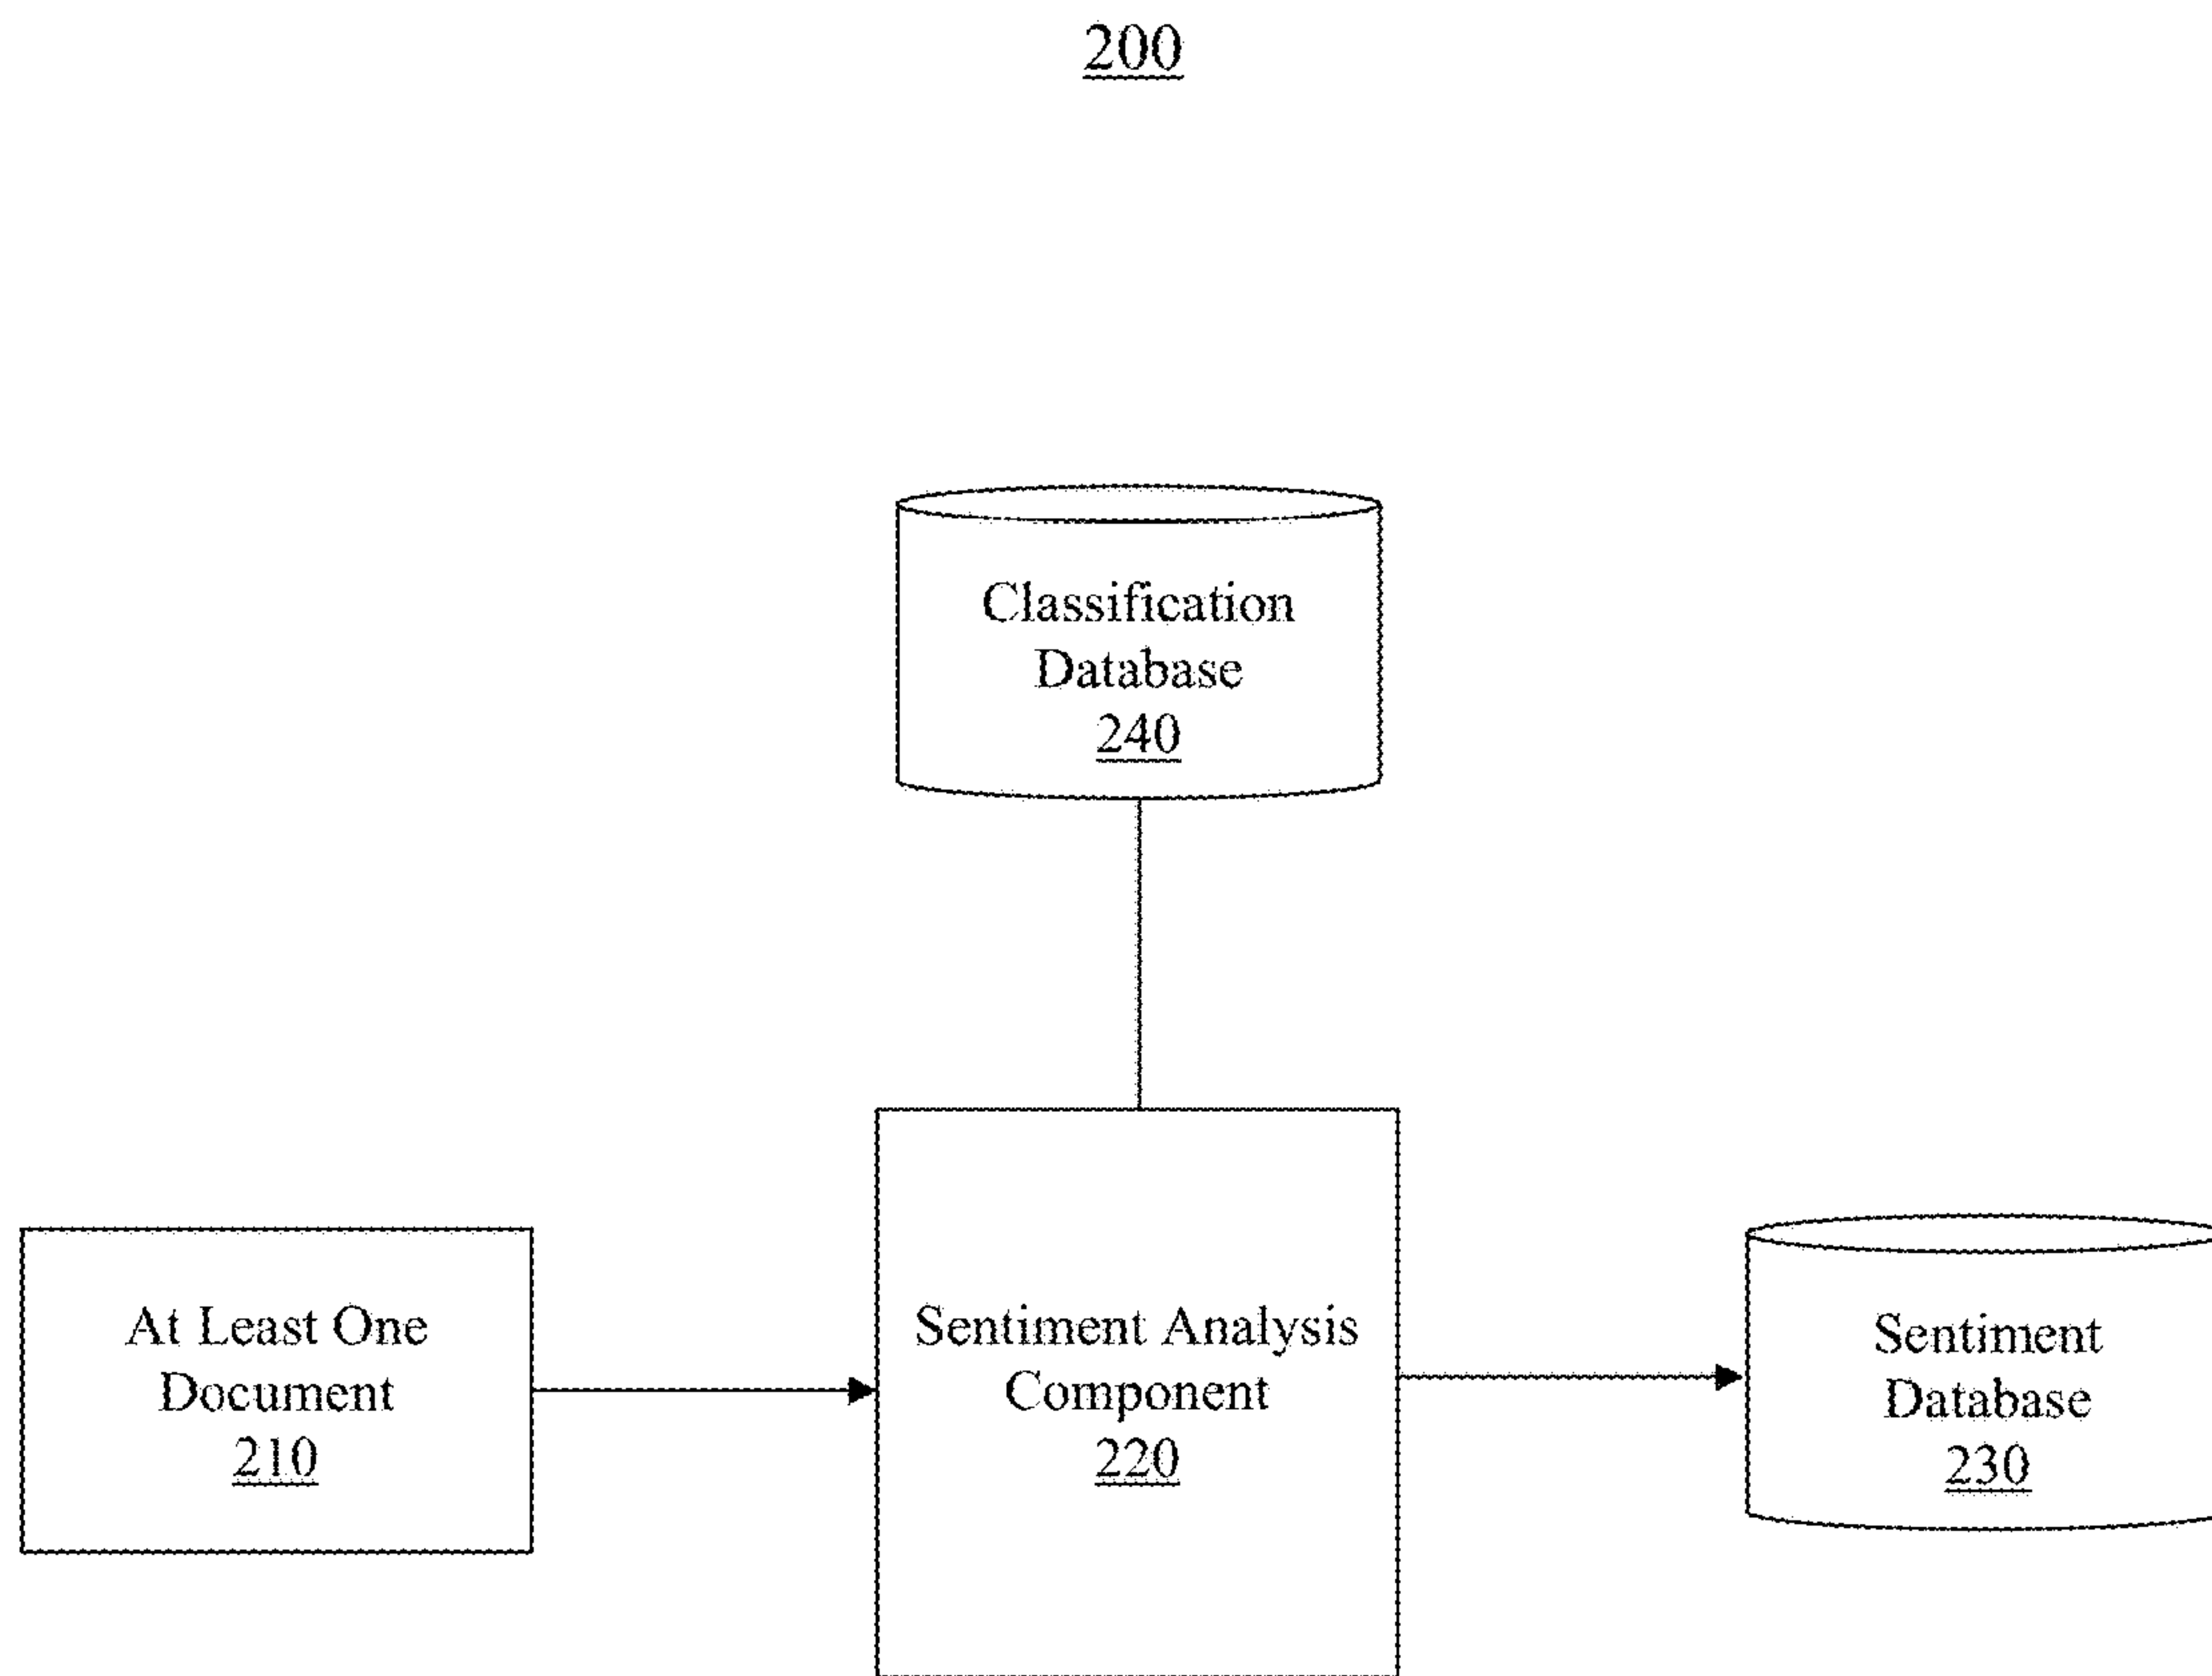 200
Classification
Database
240
At Least One
Document
210
Sentiment Analysis
Component
220
Sentiment
Database
230